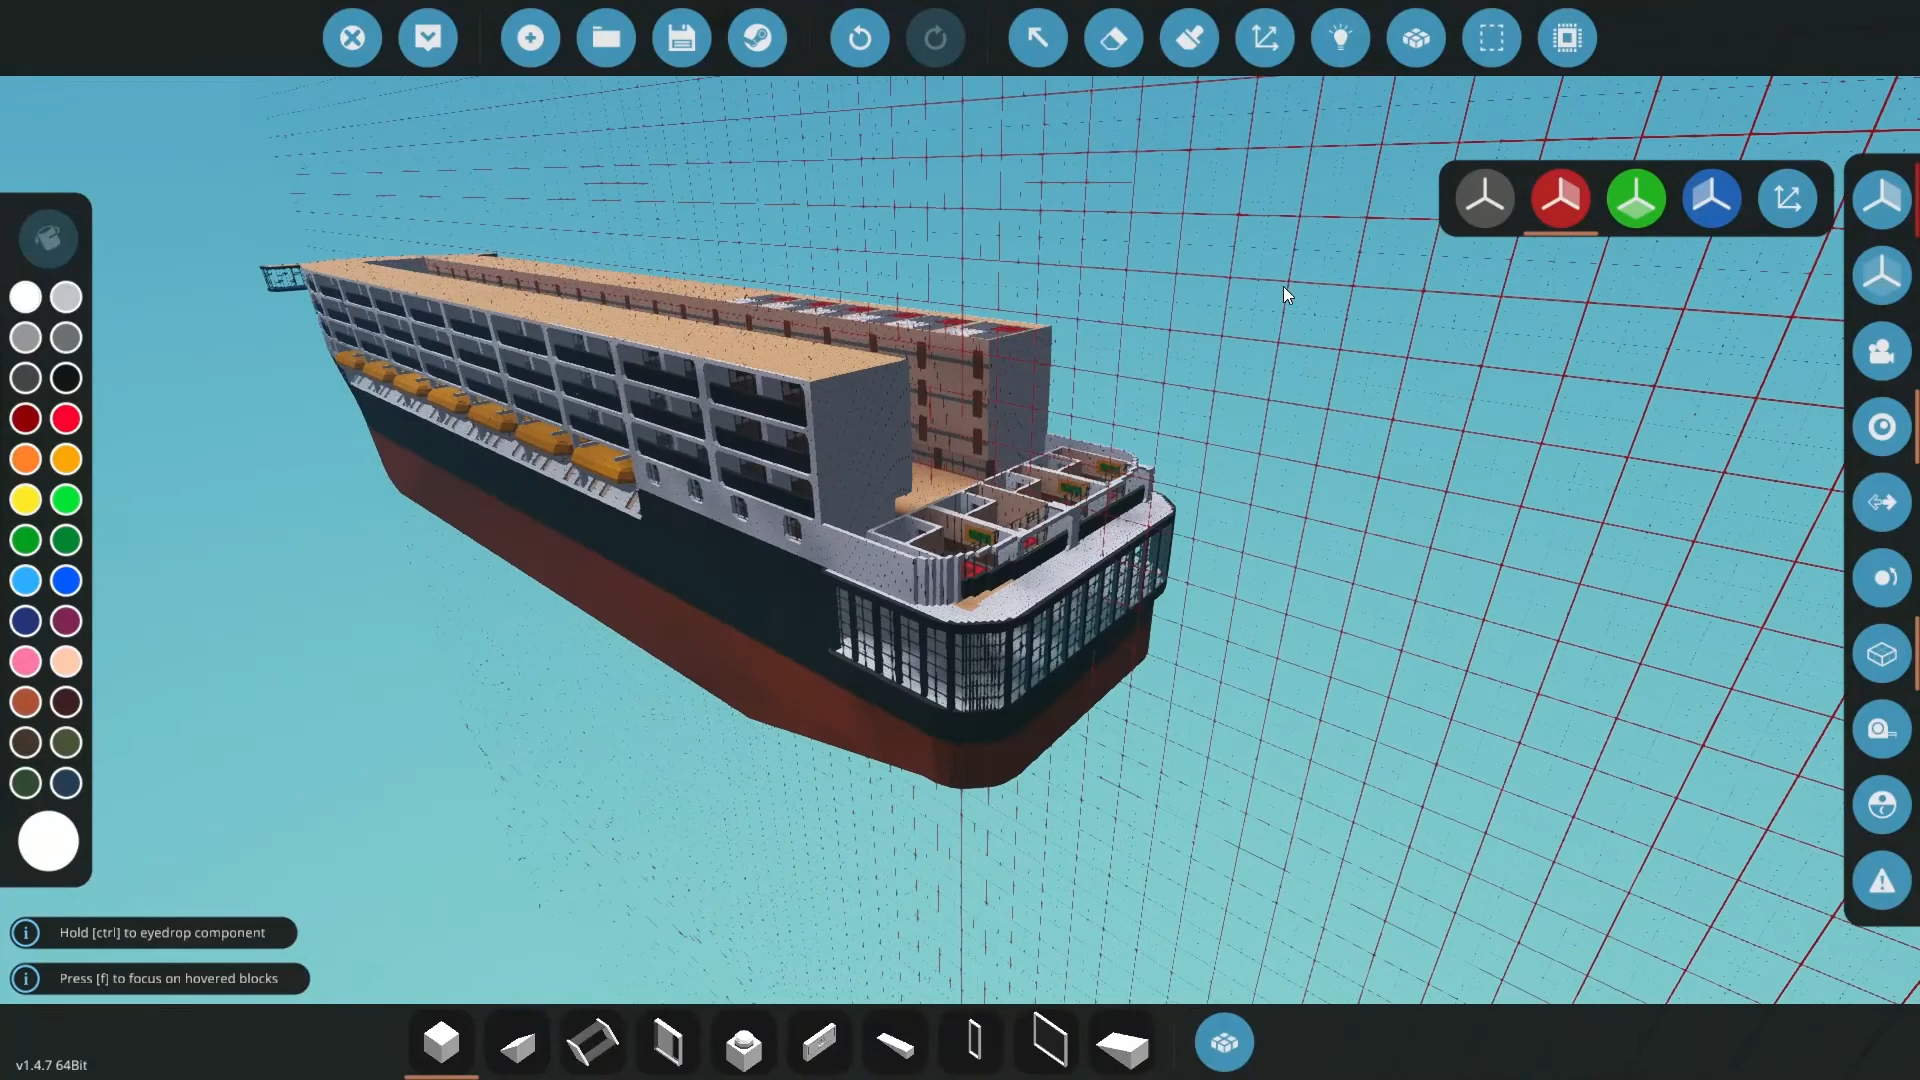 Hold [ctrl] to eyedrop component
Press [f] to focus on hovered blocks
v1.4.7 64Bit